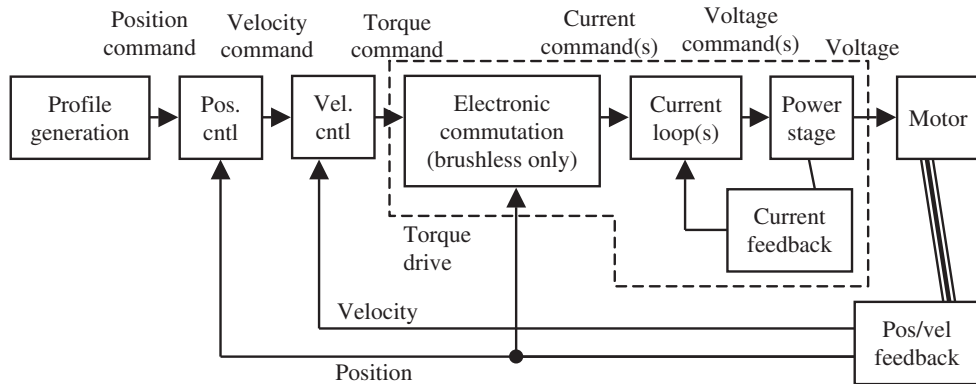 Position
command
Velocity
command
Torque
command
Current
command(s)
Voltage
command(s)
Voltage
Profile
generation
Pos.
cntl
Vel.
cntl
Electronic
commutation
(brushless only)
Current
loop(s)
Power
stage
Motor
Current
feedback
Torque
drive
Velocity
Pos/vel
feedback
Position